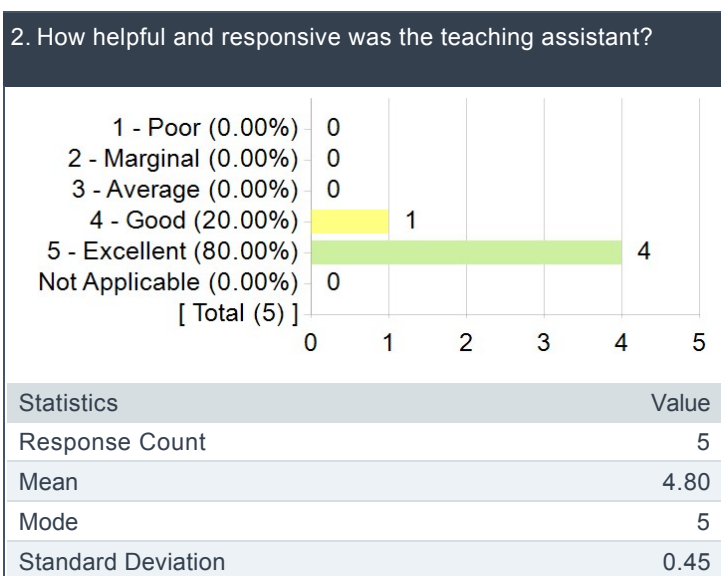 2. How helpful and responsive was the teaching assistant?
1 - Poor (0.00%) 0
2 - Marginal (0.00%) 0
3 - Average (0.00%) 0
4 - Good (20.00%) 1
5 - Excellent (80.00%) 4
Not Applicable (0.00%) 0
[ Total (5) ]
0 1 2 3 4 5
Statistics Value
Response Count 5
Mean 4.80
Mode 5
Standard Deviation 0.45